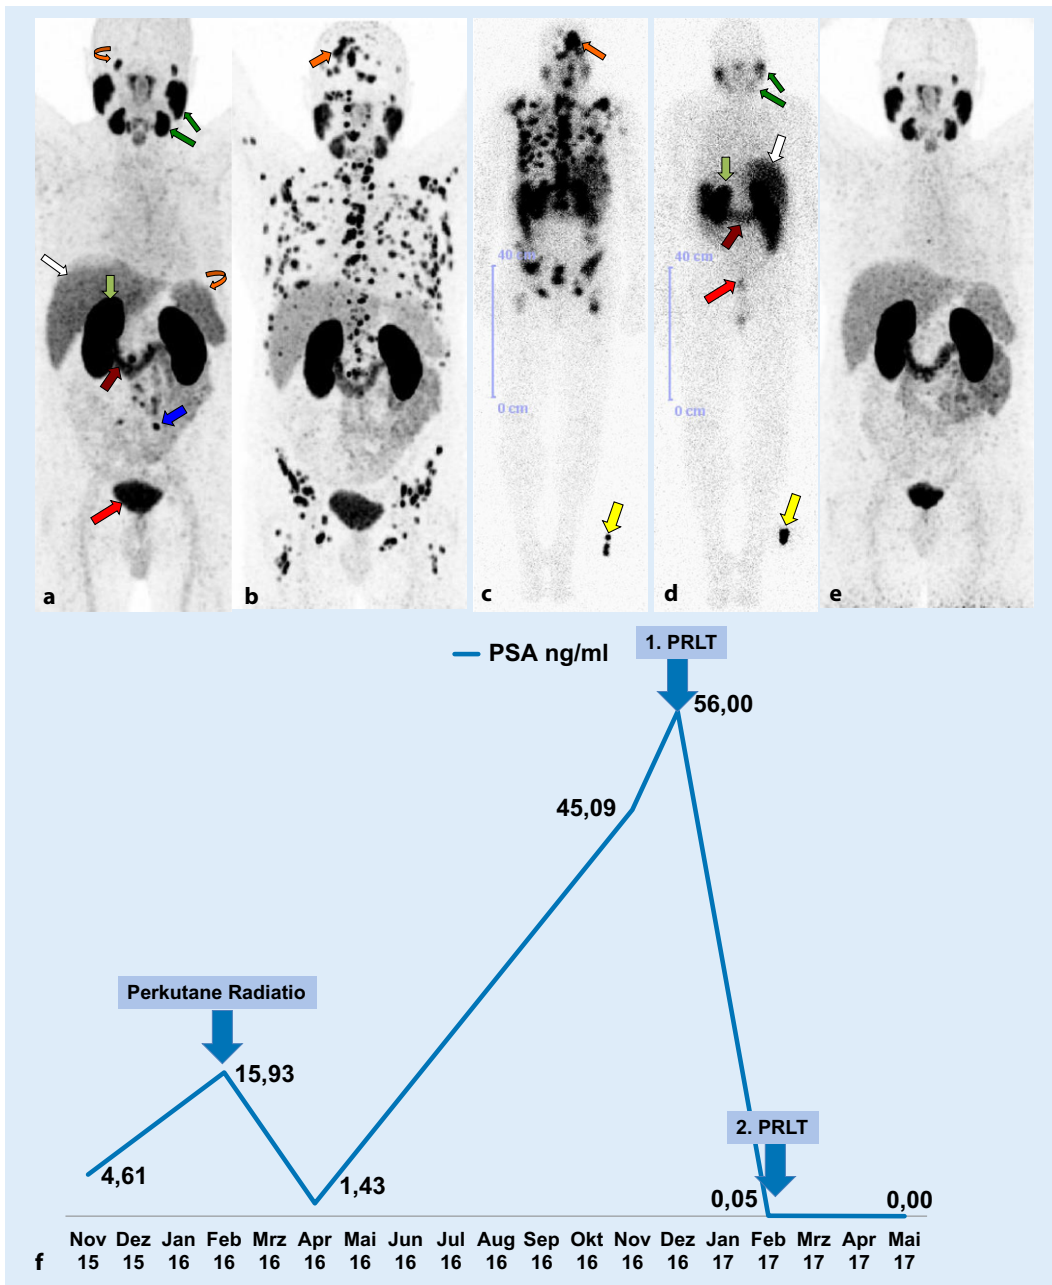 40 cm
40 cm
0 cm
0 cm
a
b
c
d
e
PSA ng/ml
1. PRLT
56,00
45,09
Perkutane Radiatio
15,93
4,61
1,43
2. PRLT
0,05
0,00
Nov Dez Jan Feb Mrz Apr Mai Jun Jul Aug Sep Okt Nov Dez Jan Feb Mrz Apr Mai
f 15 15 16 16 16 16 16 16 16 16 16 16 16 16 17 17 17 17 17